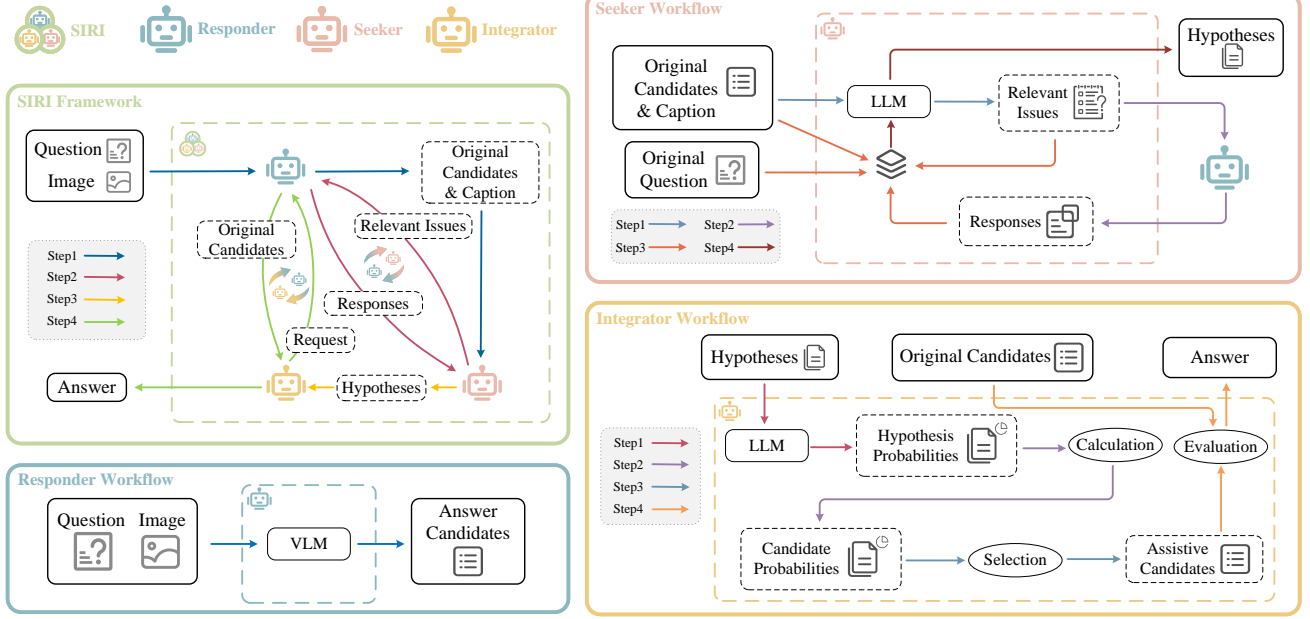 SIRI
Responder
Seeker
Integrator
SIRI Framework
Question
Image
Original
Candidates
& Caption
Original
Candidates
Relevant Issues
Responses
Request
Step1
Step2
Step3
Step4
Answer
Hypotheses
Responder Workflow
Question
Image
VLM
Answer
Candidates
Seeker Workflow
Original
Candidates
& Caption
LLM
Relevant
Issues
Hypotheses
Original
Question
Responses
Step1
Step2
Step3
Step4
Integrator Workflow
Hypotheses
Original Candidates
Answer
Step1
Step2
Step3
Step4
LLM
Hypothesis
Probabilities
Calculation
Evaluation
Candidate
Probabilities
Selection
Assistive
Candidates